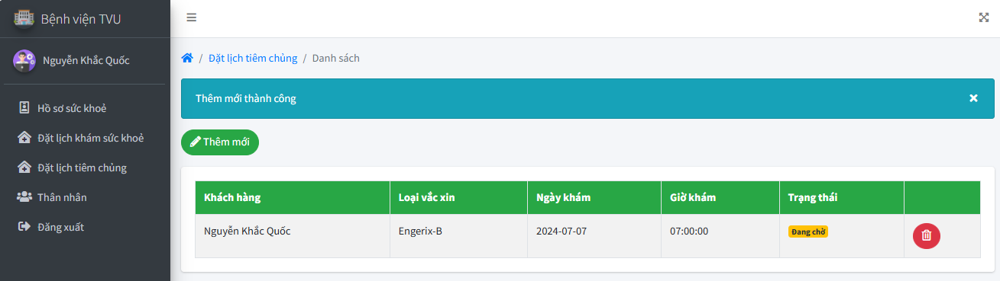 Bệnh viện TVU
Nguyễn Khắc Quốc
Hồ sơ sức khoẻ
Đặt lịch khám sức khoẻ
Đặt lịch tiêm chủng
Thân nhân
Đăng xuất
/ Đặt lịch tiêm chủng / Danh sách
Thêm mới thành công
Thêm mới
Khách hàng Loại vắc xin Ngày khám Giờ khám Trạng thái
Nguyễn Khắc Quốc Engerix-B 2024-07-07 07:00:00 Đang chờ